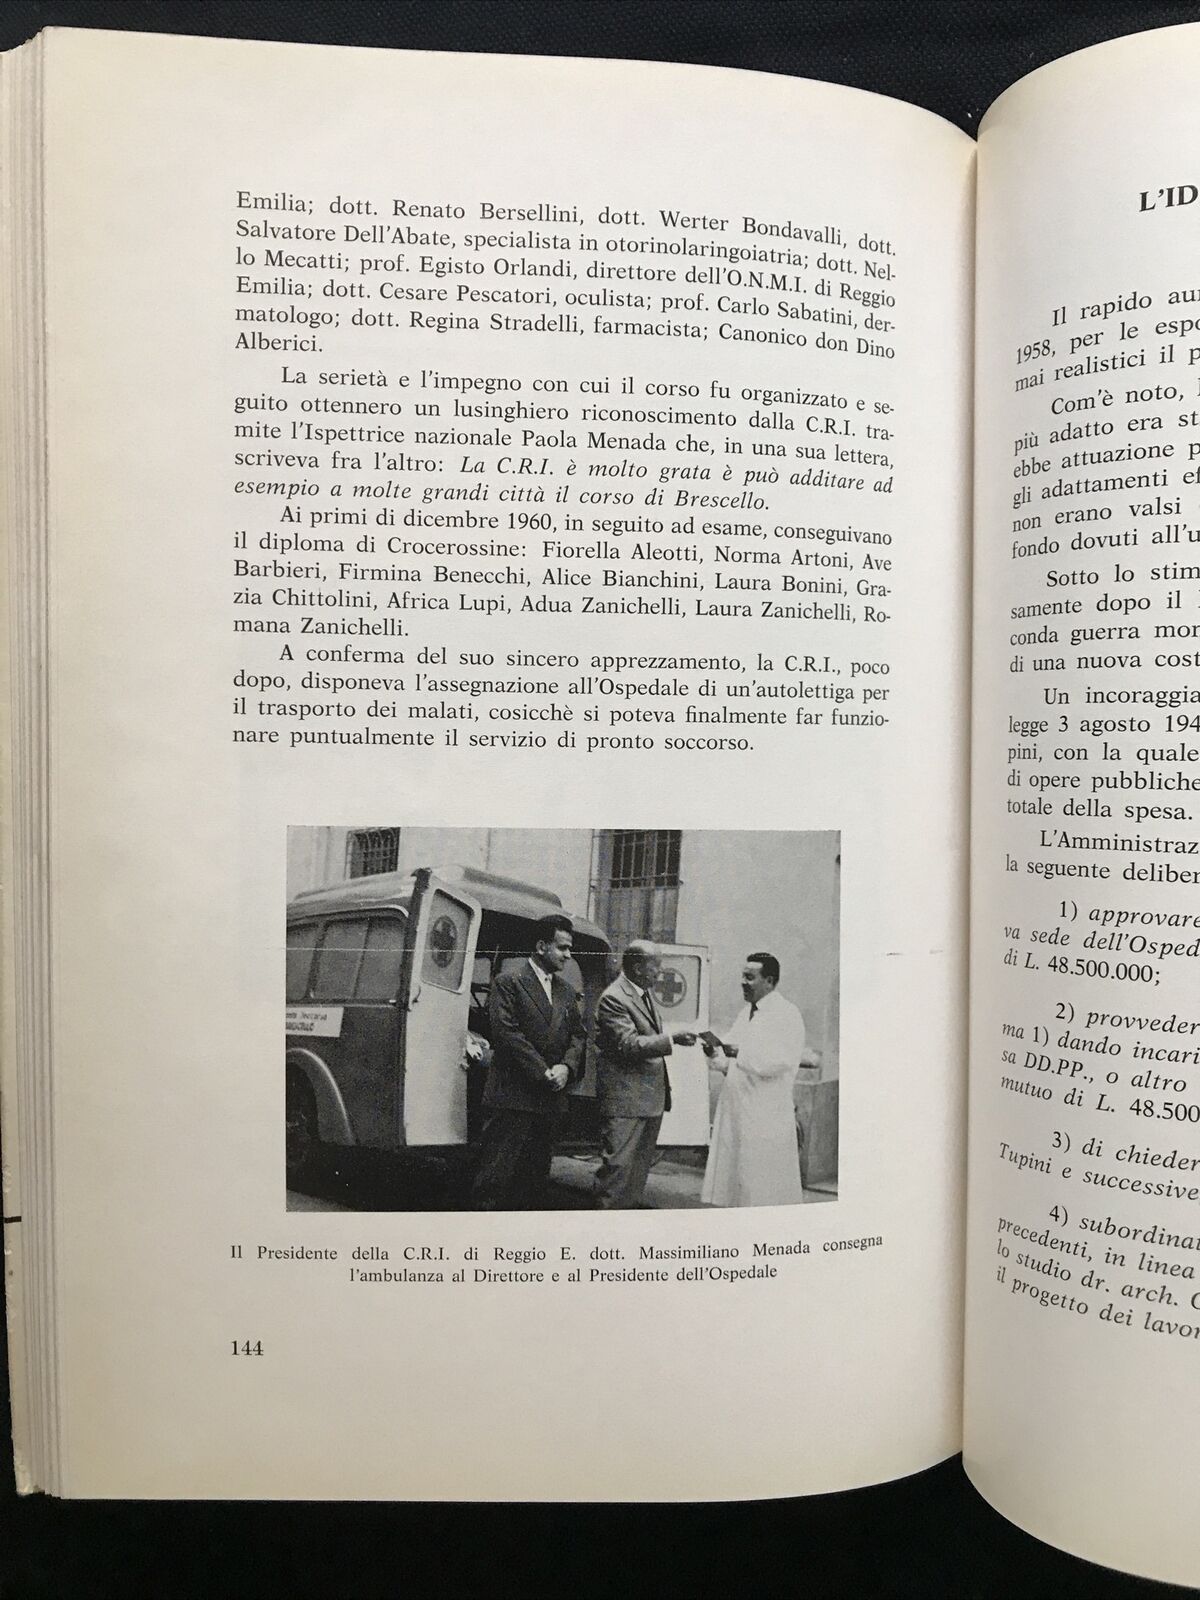 Emilia; dott. Renato Bersellini, dott. Werter Bondavalli, dott.
Salvatore Dell'Abate, specialista in otorinolaringoiatria; dott. Nel-
lo Mecatti; prof. Egisto Orlandi, direttore dell'O.N.M.I. di Reggio
Emilia; dott. Cesare Pescatori, oculista; prof. Carlo Sabatini, der-
matologo; dott. Regina Stradelli, farmacista; Canonico don Dino
Alberici.
La serietà e l'impegno con cui il corso fu organizzato e se-
guito ottennero un lusinghiero riconoscimento dalla C.R.I. tra-
mite l'Ispettrice nazionale Paola Menada che, in una sua lettera,
scriveva fra l'altro: La C.R.I. è molto grata è può additare ad
esempio a molte grandi città il corso di Brescello.
Ai primi di dicembre 1960, in seguito ad esame, conseguivano
il diploma di Crocerossine: Fiorella Aleotti, Norma Artoni, Ave
Barbieri, Firmina Benecchi, Alice Bianchini, Laura Bonini, Gra-
zia Chittolini, Africa Lupi, Adua Zanichelli, Laura Zanichelli, Ro-
mana Zanichelli.
A conferma del suo sincero apprezzamento, la C.R.I., poco
dopo, disponeva l'assegnazione all'Ospedale di un'autolettiga per
il trasporto dei malati, cosicchè si poteva finalmente far funzio-
nare puntualmente il servizio di pronto soccorso.
Il Presidente della C.R.I. di Reggio E. dott. Massimiliano Menada consegna
l'ambulanza al Direttore e al Presidente dell'Ospedale
144
L'ID
Il rapido au
1958, per le espo
mai realistici il p
Com'è noto,
più adatto era st
ebbe attuazione p
gli adattamenti ef
non erano valsi
fondo dovuti all'u
Sotto lo stim
samente dopo il
conda guerra mor
di una nuova cost
Un incoraggia
legge 3 agosto 194
pini, con la quale
di opere pubbliche
totale della spesa.
L'Amministraz
la seguente deliber
1) approvare
va sede dell'Osped
di L. 48.500.000;
2) provveder
ma 1) dando incari
sa DD.PP., o altro
mutuo di L. 48.500
3) di chieder
Tupini e successive
4) subordinat
precedenti, in linea
lo studio dr. arch.
il progetto dei lavor